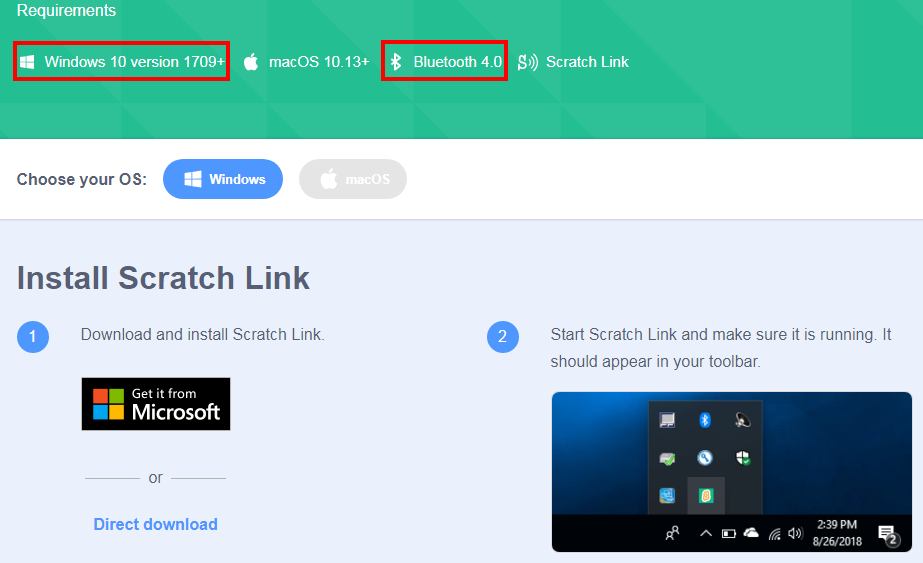 Requirements
Windows 10 version 1709+ macOS 10.13+ Bluetooth 4.0 Scratch Link
Choose your OS: Windows macOS
Install Scratch Link
1 Download and install Scratch Link.
Get it from
Microsoft
or
Direct download
2 Start Scratch Link and make sure it is running. It
should appear in your toolbar.
2:39 PM
8/26/2018
2